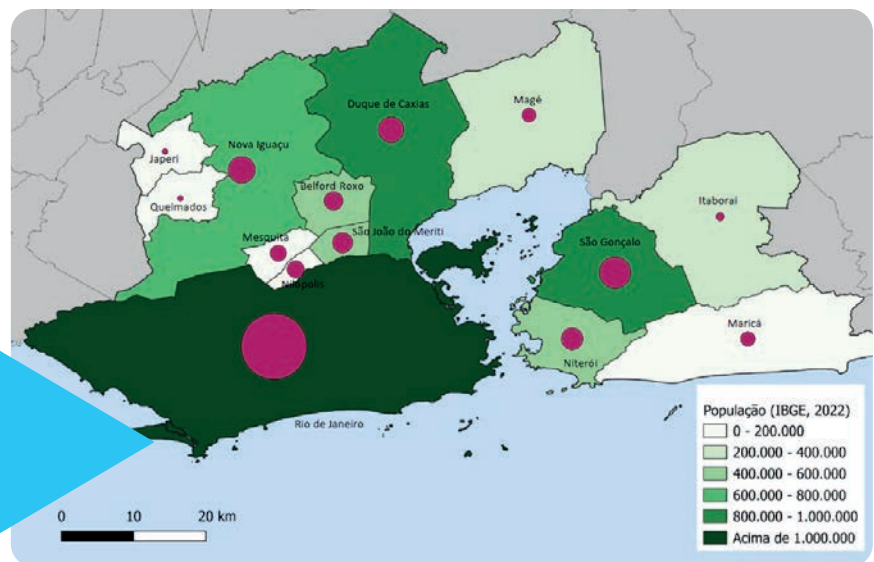 Duque de Caxias
Magé
Nova Iguaçu
Japeri
Belford Roxo
Queimados
Itaboraí
São João do Meriti
Mesquita
São Gonçalo
Nilópolis
Maricá
Niterói
Rio de Janeiro
População (IBGE, 2022)
0 - 200.000
200.000 - 400.000
400.000 - 600.000
600.000 - 800.000
800.000 - 1.000.000
Acima de 1.000.000
0 10 20 km